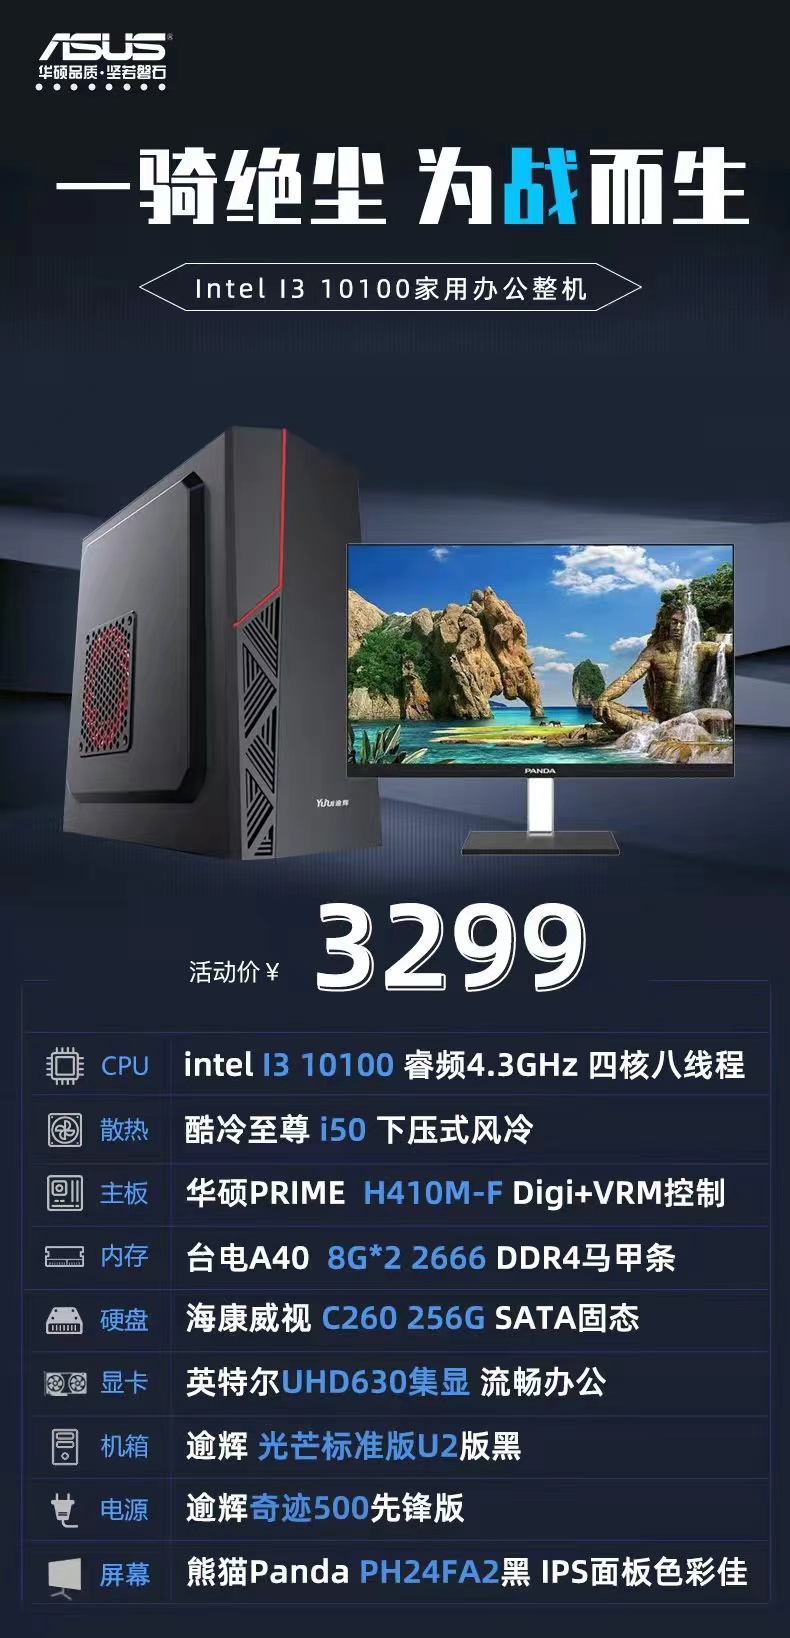 ASUS
华硕品质·坚若磐石
一骑绝尘 为战而生
Intel I3 10100家用办公整机
PANDA
YIJUI逾辉
活动价¥ 3299
CPU intel I3 10100 睿频4.3GHz 四核八线程
散热 酷冷至尊 i50 下压式风冷
主板 华硕PRIME H410M-F Digi+VRM控制
内存 台电A40 8G*2 2666 DDR4马甲条
硬盘 海康威视 C260 256G SATA固态
显卡 英特尔UHD630集显 流畅办公
机箱 逾辉 光芒标准版U2版黑
电源 逾辉奇迹500先锋版
屏幕 熊猫Panda PH24FA2黑 IPS面板色彩佳